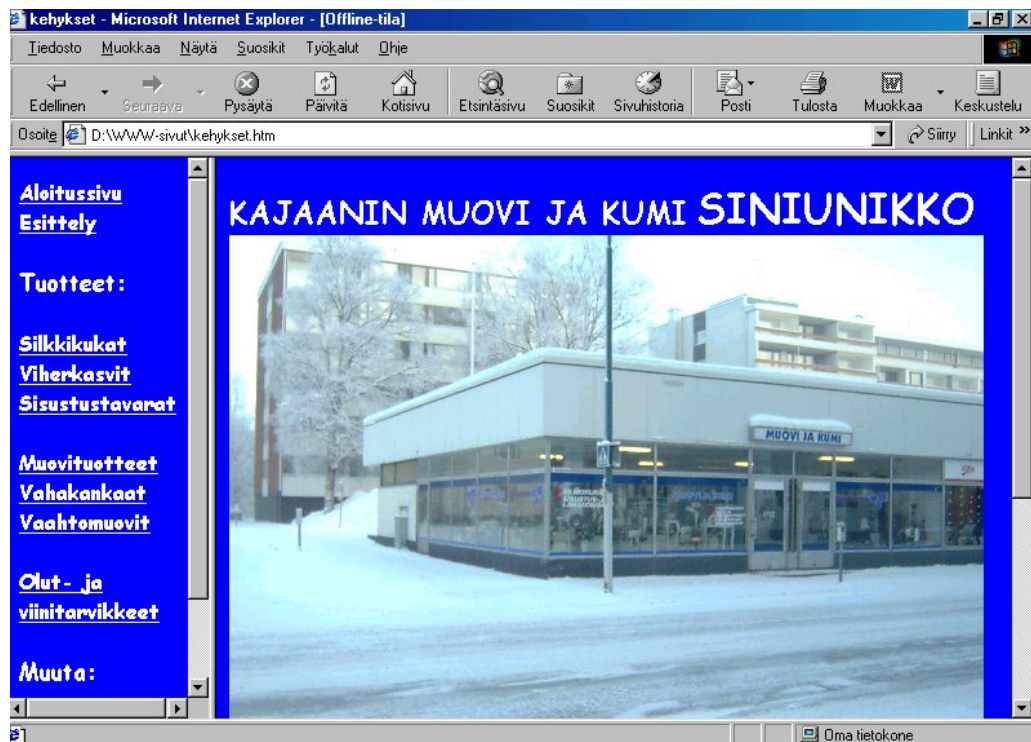 kehykset - Microsoft Internet Explorer - [Offline-tila]
Tiedosto Muokkaa Näytä Suosikit Työkalut Ohje
Edellinen Seuraava Pysäytä Päivitä Kotisivu Etsintäsivu Suosikit Sivuhistoria Posti Tulosta Muokkaa Keskustelu
Osoite D:\WWW-sivut\kehykset.htm Siirry Linkit »
Aloitussivu
Esittely
Tuotteet:
Silkkikukat
Viherkasvit
Sisustustavarat
Muovituotteet
Vahakankaat
Vaahtomuovit
Olut- ja
viinitarvikkeet
Muuta:
KAJAANIN MUOVI JA KUMI SINIUNIKKO
MUOVI JA KUMI
Oma tietokone